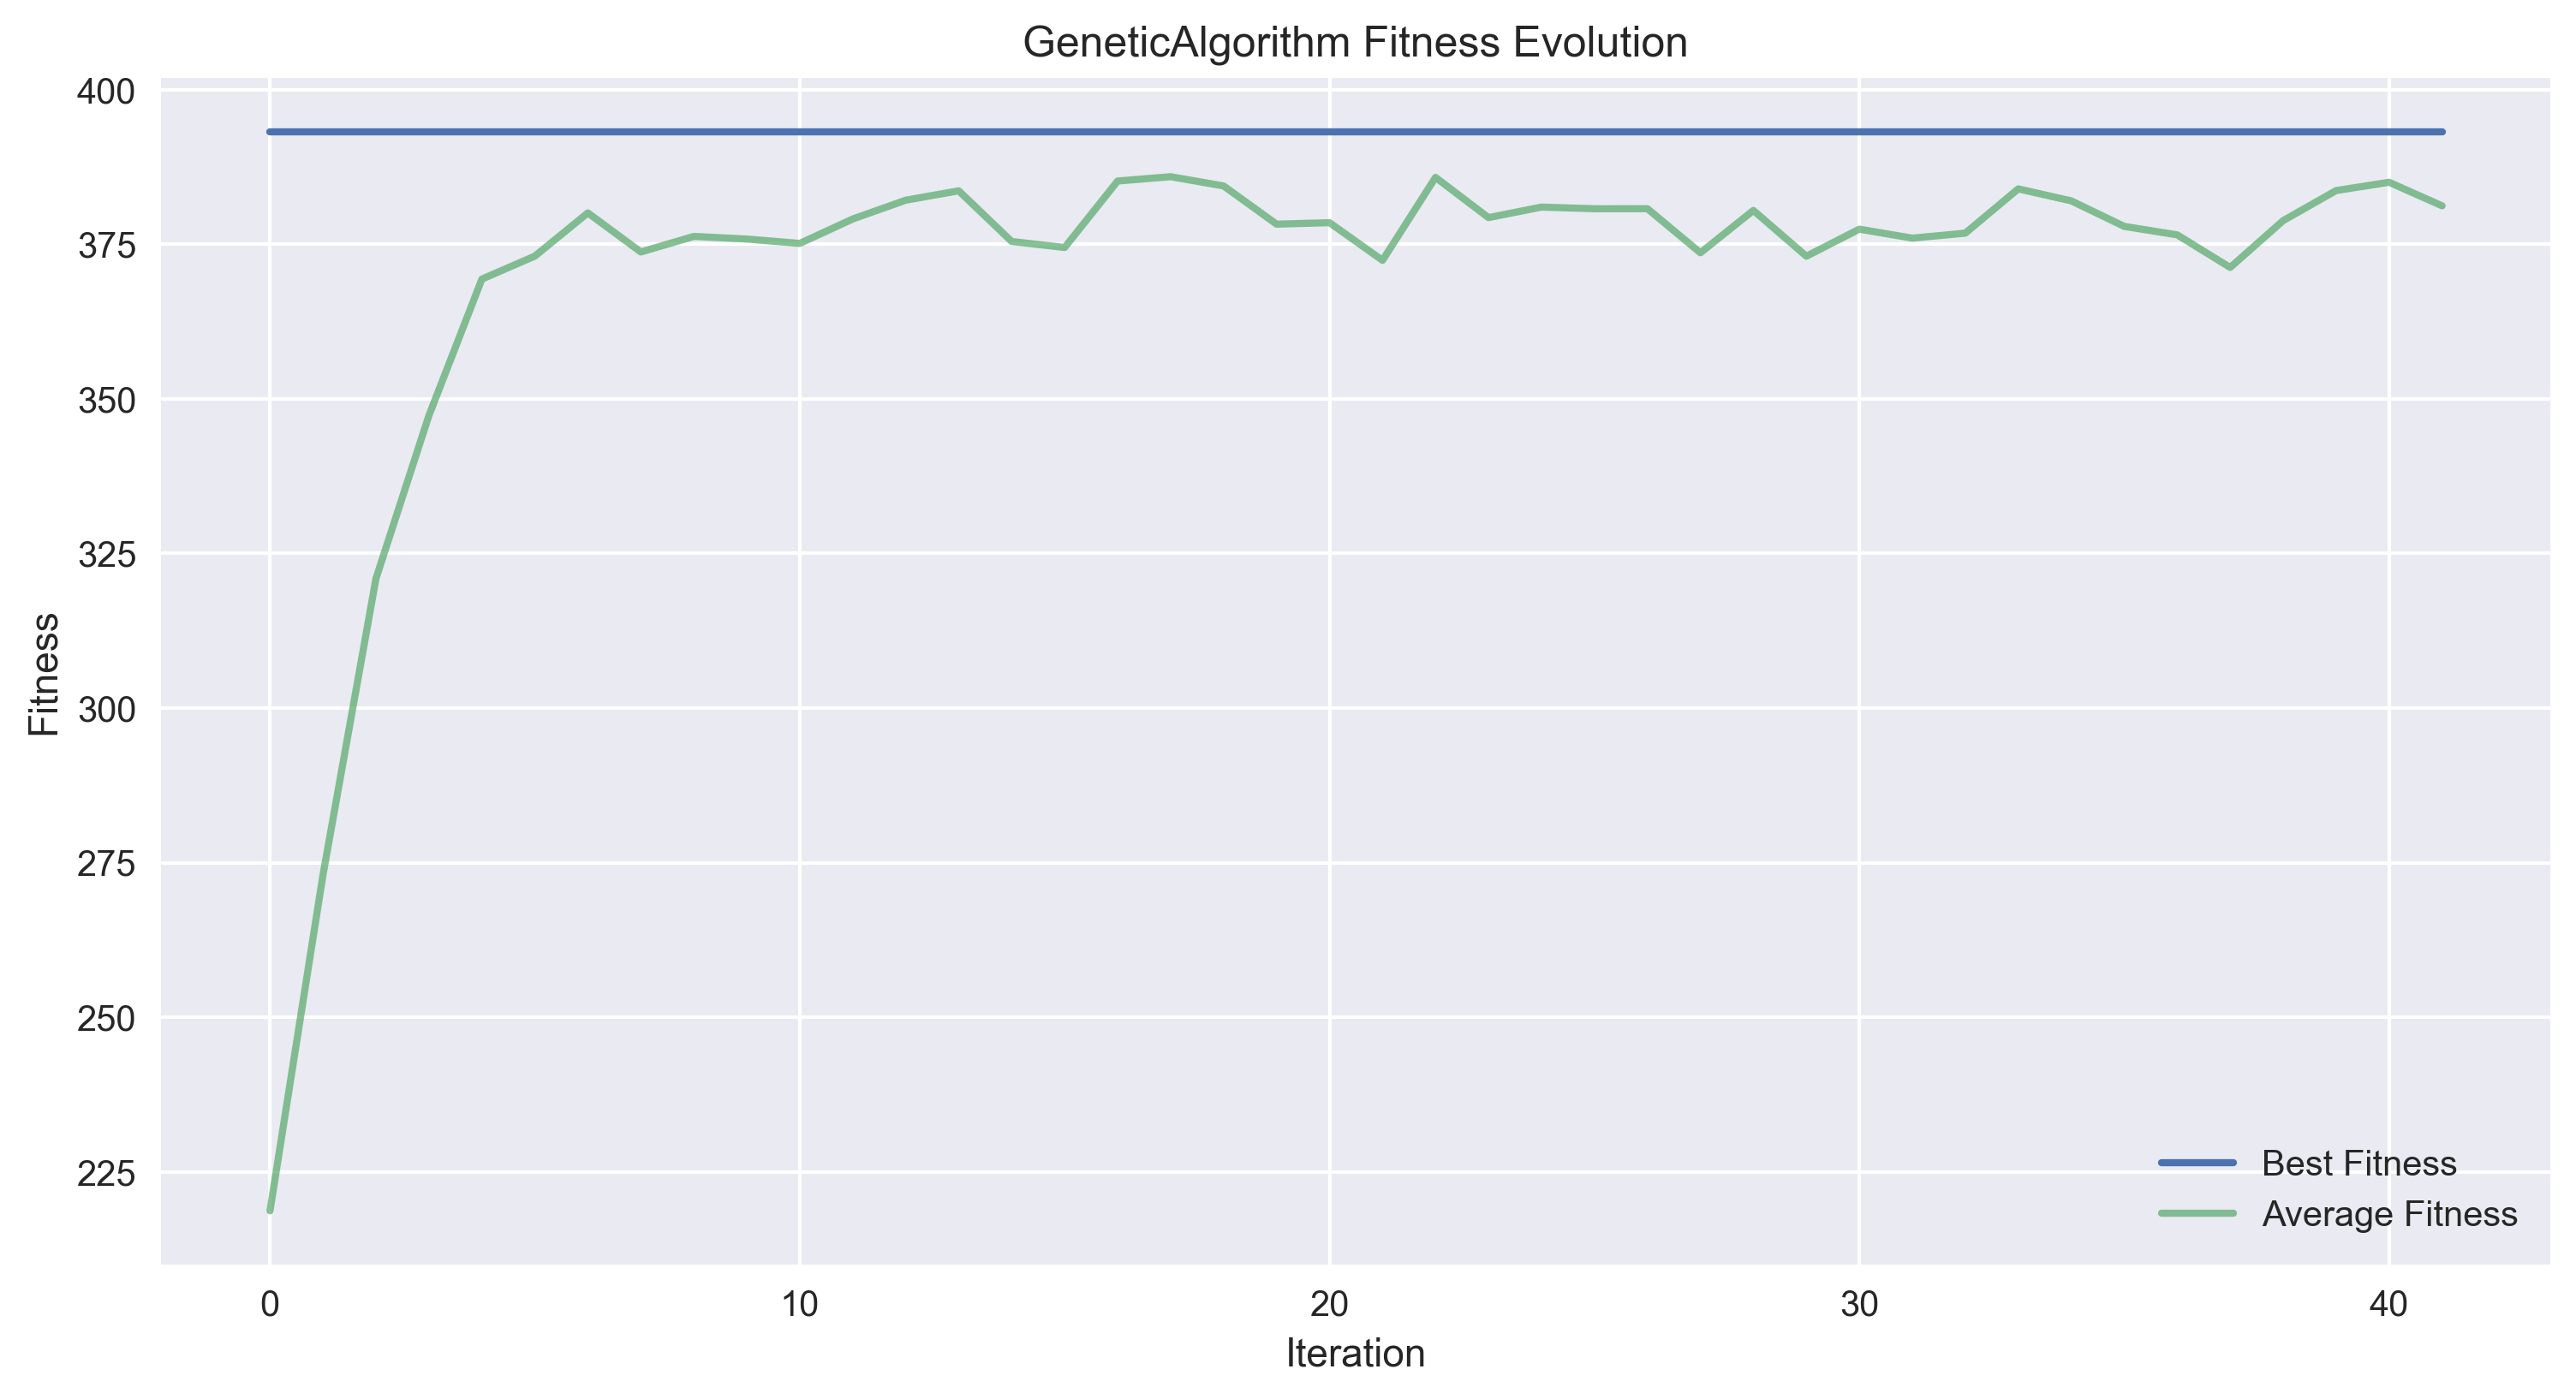 GeneticAlgorithm Fitness Evolution
400
375
350
325
300
275
250
225
Fitness
0 10 20 30 40
Iteration
Best Fitness
Average Fitness